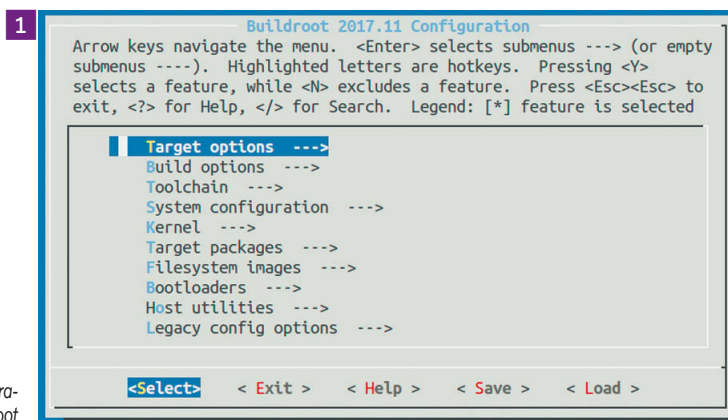 1
Buildroot 2017.11 Configuration
Arrow keys navigate the menu. <Enter> selects submenus ---> (or empty
submenus ----). Highlighted letters are hotkeys. Pressing <Y>
selects a feature, while <N> excludes a feature. Press <Esc><Esc> to
exit, <?> for Help, </> for Search. Legend: [*] feature is selected
Target options --->
Build options --->
Toolchain --->
System configuration --->
Kernel --->
Target packages --->
Filesystem images --->
Bootloaders --->
Host utilities --->
Legacy config options --->
<Select> < Exit > < Help > < Save > < Load >